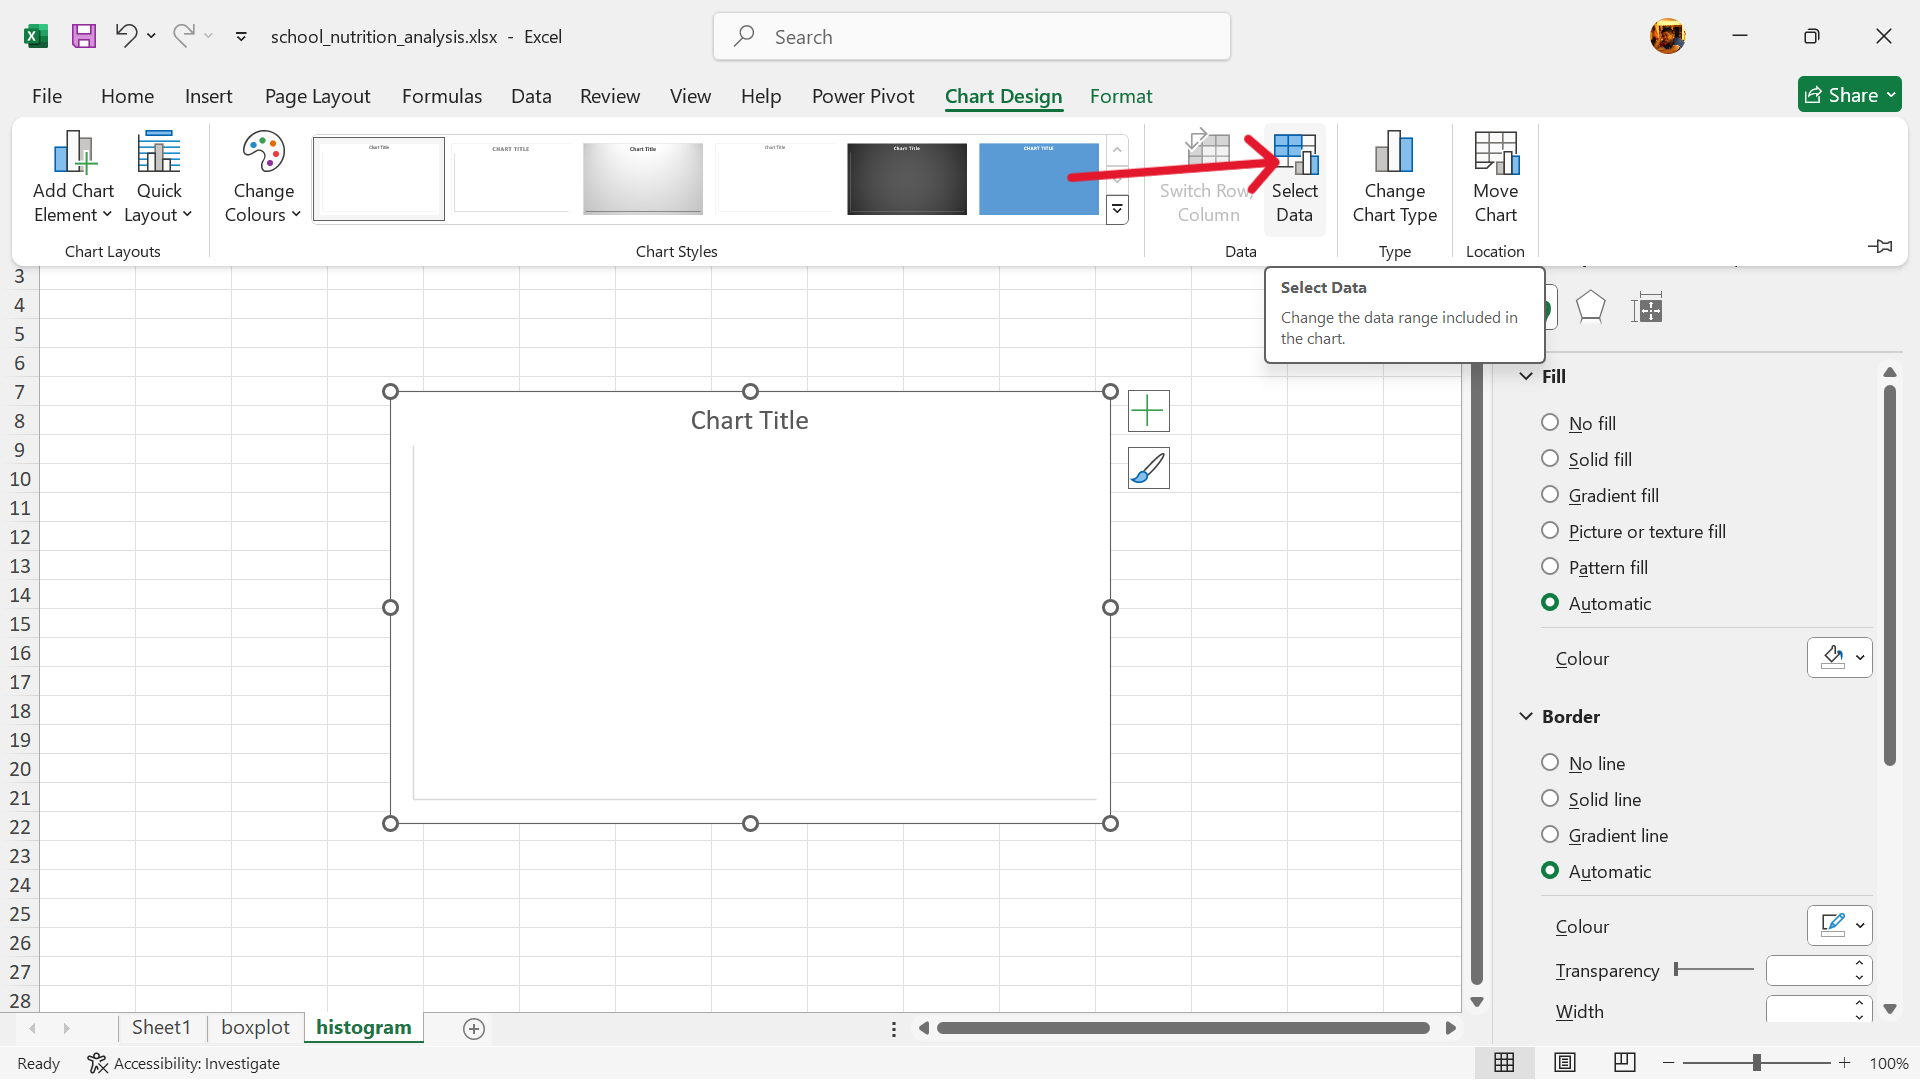 school_nutrition_analysis.xlsx - Excel
Search
File Home Insert Page Layout Formulas Data Review View Help Power Pivot Chart Design Format
Share
Add Chart Element
Quick Layout
Chart Layouts
Change Colours
Chart Title
CHART TITLE
Chart Title
Chart Title
Chart Title
CHART TITLE
Chart Styles
Switch Row/
Column
Select
Data
Data
Change
Chart Type
Type
Move
Chart
Location
Select Data
Change the data range included in
the chart.
3
4
5
6
7
8
9
10
11
12
13
14
15
16
17
18
19
20
21
22
23
24
25
26
27
28
Chart Title
Fill
No fill
Solid fill
Gradient fill
Picture or texture fill
Pattern fill
Automatic
Colour
Border
No line
Solid line
Gradient line
Automatic
Colour
Transparency
Width
Sheet1 boxplot histogram
Ready
Accessibility: Investigate
100%